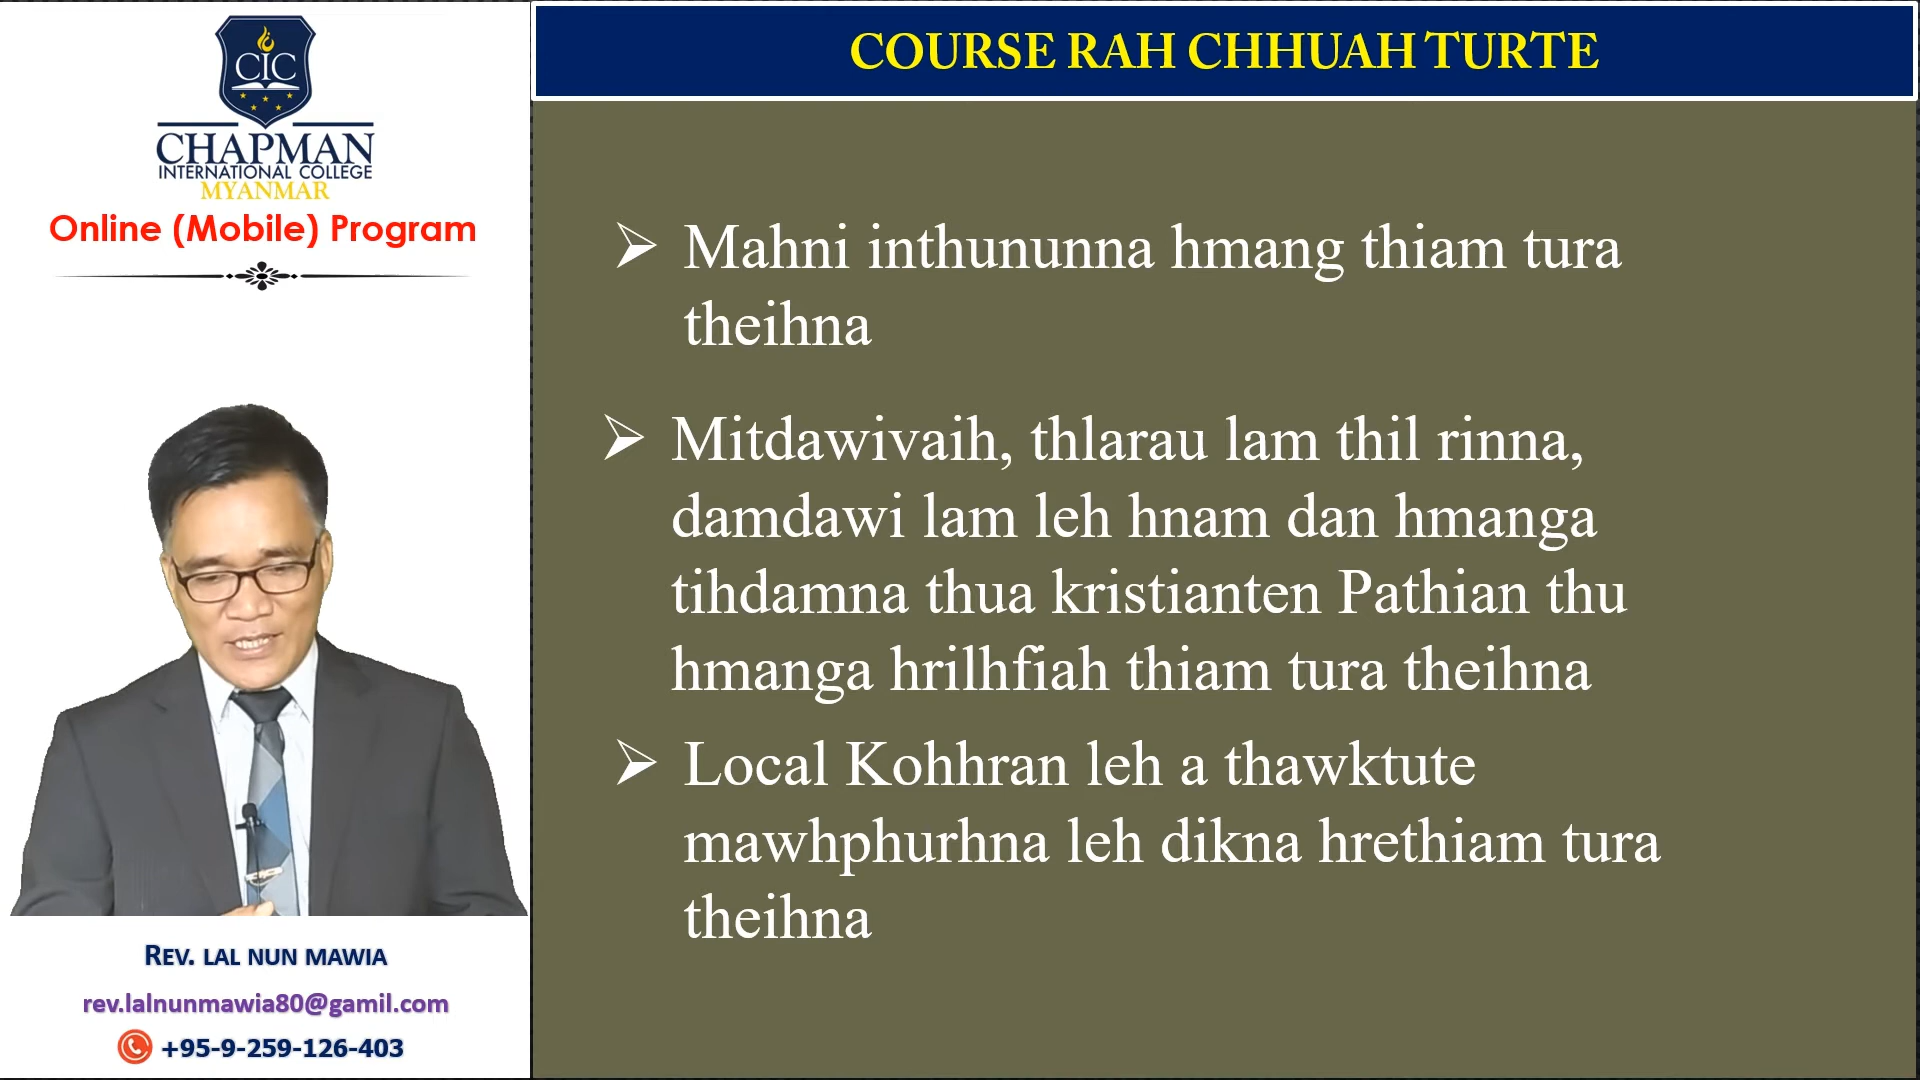 CIC
CHAPMAN
INTERNATIONAL COLLEGE
MYANMAR
Online (Mobile) Program
REV. LAL NUN MAWIA
rev.lalnunmawia80@gamil.com
+95-9-259-126-403
COURSE RAH CHHUAH TURTE
Mahni inthununna hmang thiam tura
theihna
Mitdawivaih, thlarau lam thil rinna,
damdawi lam leh hnam dan hmanga
tihdamna thua kristianten Pathian thu
hmanga hrilhfiah thiam tura theihna
Local Kohhran leh a thawktute
mawhphurhna leh dikna hrethiam tura
theihna